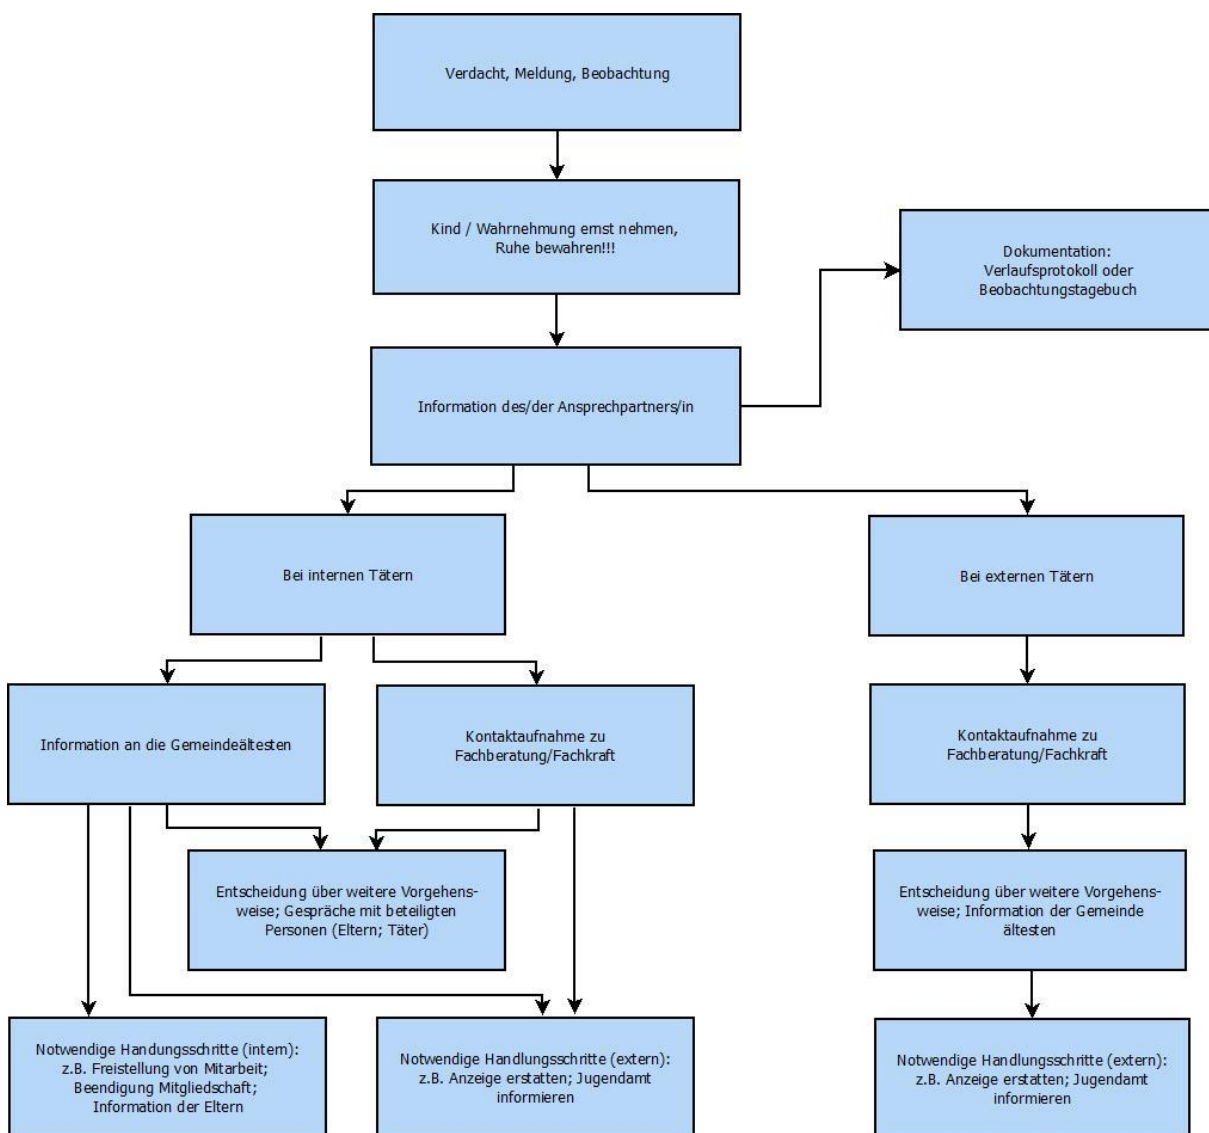 Verdacht, Meldung, Beobachtung
Kind / Wahrnehmung ernst nehmen,
Ruhe bewahren!!!
Dokumentation:
Verlaufsprotokoll oder
Beobachtungstagebuch
Information des/der Ansprechpartners/in
Bei internen Tätern
Bei externen Tätern
Information an die Gemeindeältesten
Kontaktaufnahme zu
Fachberatung/Fachkraft
Kontaktaufnahme zu
Fachberatung/Fachkraft
Entscheidung über weitere Vorgehens-
weise; Gespräche mit beteiligten
Personen (Eltern; Täter)
Entscheidung über weitere Vorgehens-
weise; Information der Gemeinde
ältesten
Notwendige Handungsschritte (intern):
z.B. Freistellung von Mitarbeit;
Beendigung Mitgliedschaft;
Information der Eltern
Notwendige Handlungsschritte (extern):
z.B. Anzeige erstatten; Jugendamt
informieren
Notwendige Handlungsschritte (extern):
z.B. Anzeige erstatten; Jugendamt
informieren